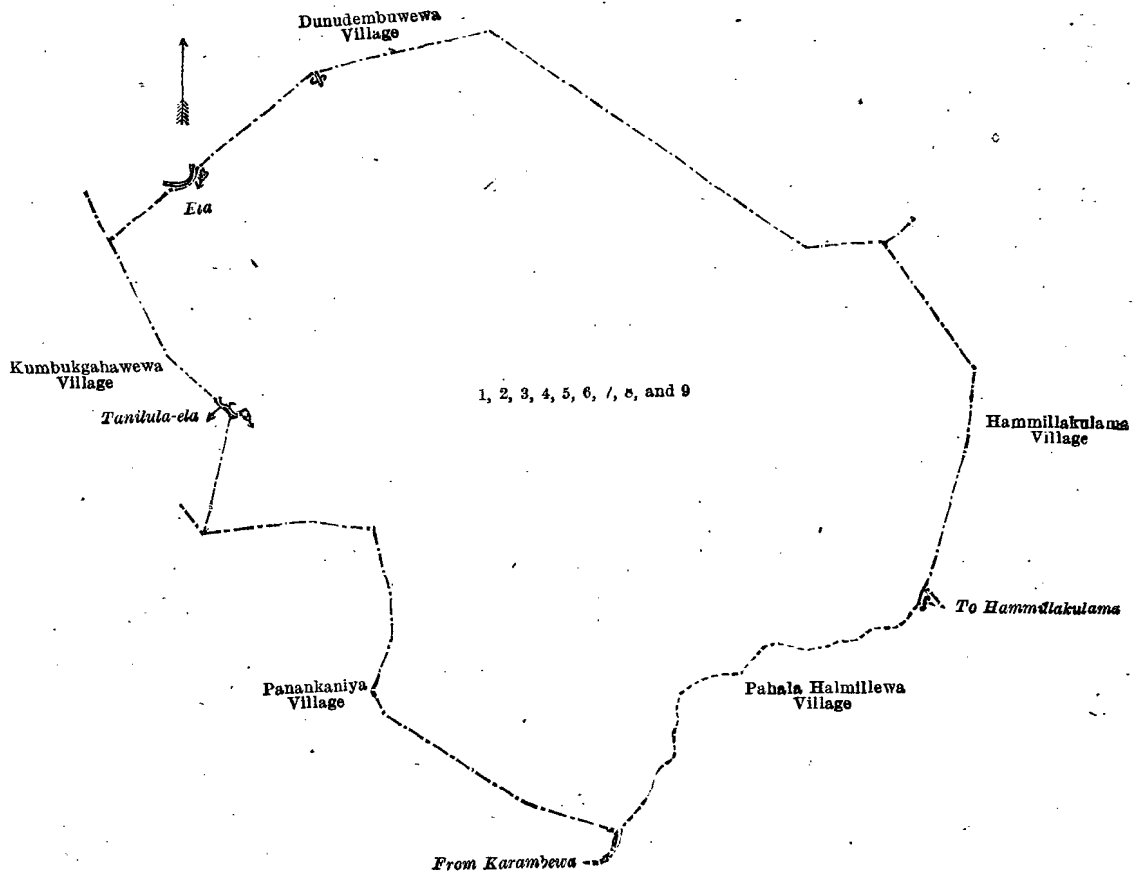 Dunudembuwewa
Village
Ela
Kumbukgahawewa
Village
Tanilula-ela
1, 2, 3, 4, 5, 6, 7, 8, and 9
Hammillakulama
Village
To Hammillakulama
Panankaniya
Village
Pahala Halmillewa
Village
From Karambewa